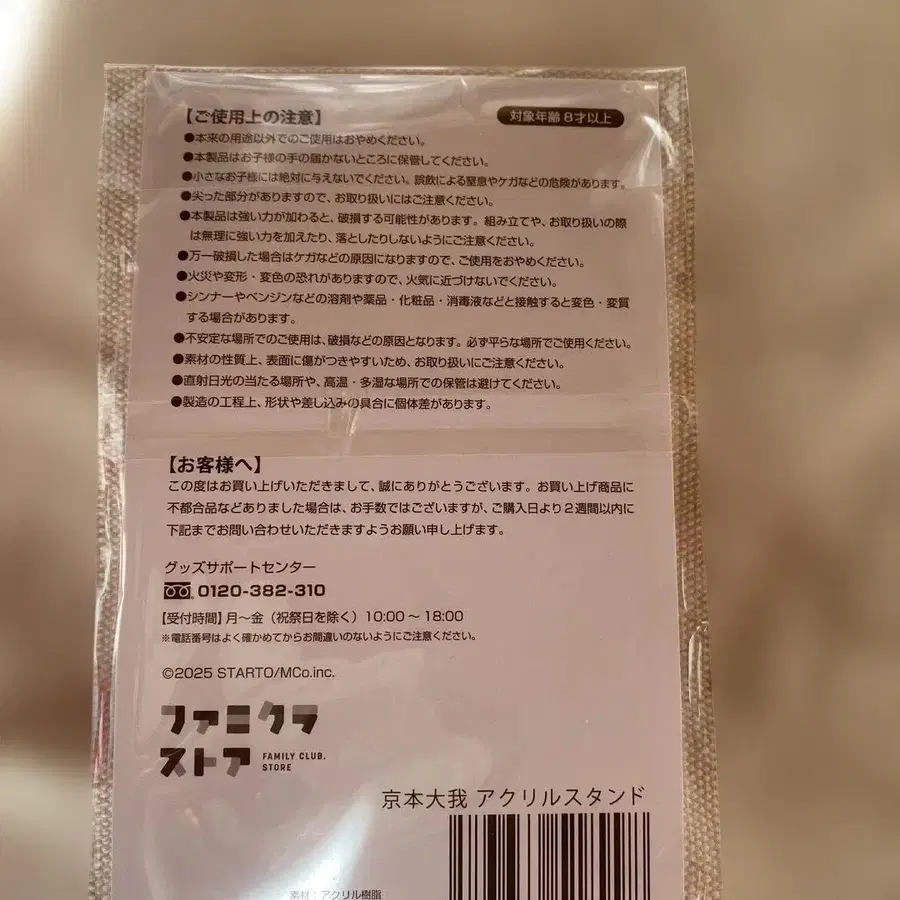 【ご使用上の注意】 対象年齢 8才以上
●本来の用途以外でのご使用はおやめください。
●本製品はお子様の手の届かないところに保管してください。
●小さなお子様には絶対に与えないでください。誤飲による窒息やケガなどの危険があります。
●尖った部分がありますので、お取り扱いにはご注意ください。
●本製品は強い力が加わると、破損する可能性があります。組み立てや、お取り扱いの際
は無理に強い力を加えたり、落としたりしないようにご注意ください。
●万一破損した場合はケガなどの原因になりますので、ご使用をおやめください。
●火災や変形・変色の恐れがありますので、火気に近づけないでください。
●シンナーやベンジンなどの溶剤や薬品・化粧品・消毒液などと接触すると変色・変質
する場合があります。
●不安定な場所でのご使用は、破損などの原因となります。必ず平らな場所でご使用ください。
●素材の性質上、表面に傷がつきやすいため、お取り扱いにご注意ください。
●直射日光の当たる場所や、高温・多湿な場所での保管は避けてください。
●製造の工程上、形状や差し込みの具合に個体差があります。
【お客様へ】
この度はお買い上げいただきまして、誠にありがとうございます。お買い上げ商品に
不都合品などありました場合は、お手数ではございますが、ご購入日より2週間以内に
下記までお問い合わせいただきますようお願い申し上げます。
グッズサポートセンター
0120-382-310
【受付時間】月〜金（祝祭日を除く）10:00〜18:00
※電話番号はよく確かめてからお間違いのないようにご注意ください。
©2025 STARTO/MCo.inc.
ファミクラ
ストア FAMILY CLUB.
STORE
京本大我 アクリルスタンド
素材：アクリル樹脂